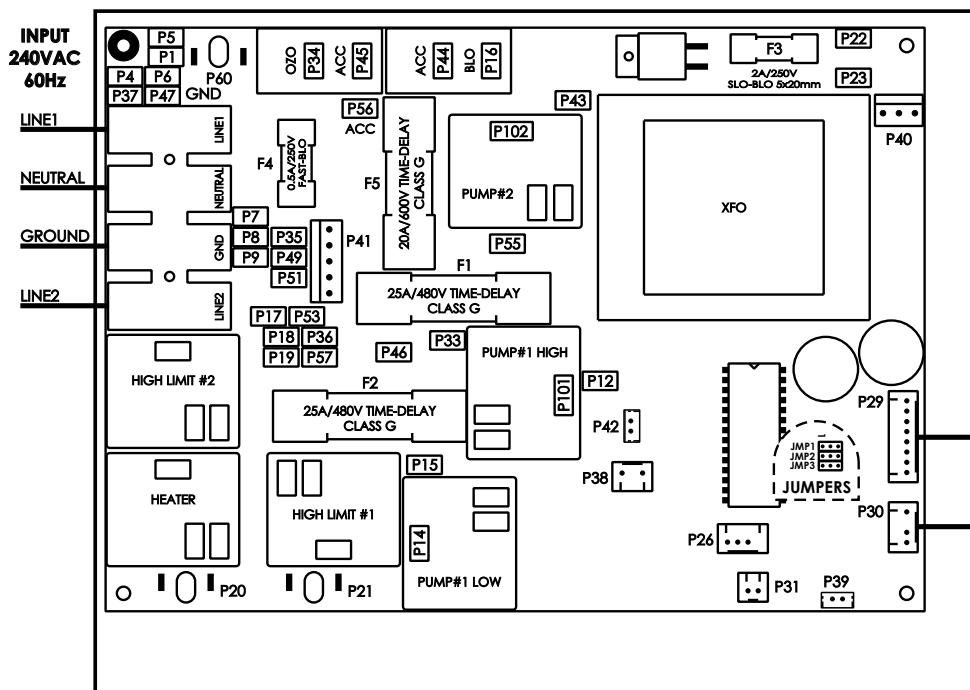 INPUT
240VAC
60Hz
LINE1
NEUTRAL
GROUND
LINE2
P5
P1
P4
P6
P37
P47
GND
P60
OZO
P34
ACC
P45
ACC
P44
BLO
P16
F3
2A/250V
SLO-BLO 5x20mm
P22
P23
P40
P43
P56
ACC
LINE1
NEUTRAL
GND
LINE2
F4
0.5A/250V
FAST-BLO
F5
20A/600V TIME-DELAY
CLASS G
P102
PUMP#2
P55
XFO
P7
P8
P9
P35
P49
P51
P41
F1
25A/480V TIME-DELAY
CLASS G
P17
P53
P18
P36
P19
P57
P46
P33
PUMP#1 HIGH
P101
P12
HIGH LIMIT #2
F2
25A/480V TIME-DELAY
CLASS G
P42
P38
P15
P29
JMP1
JMP2
JMP3
1
JUMPERS
P30
HEATER
HIGH LIMIT #1
P14
PUMP#1 LOW
P26
P20
P21
P31
P39